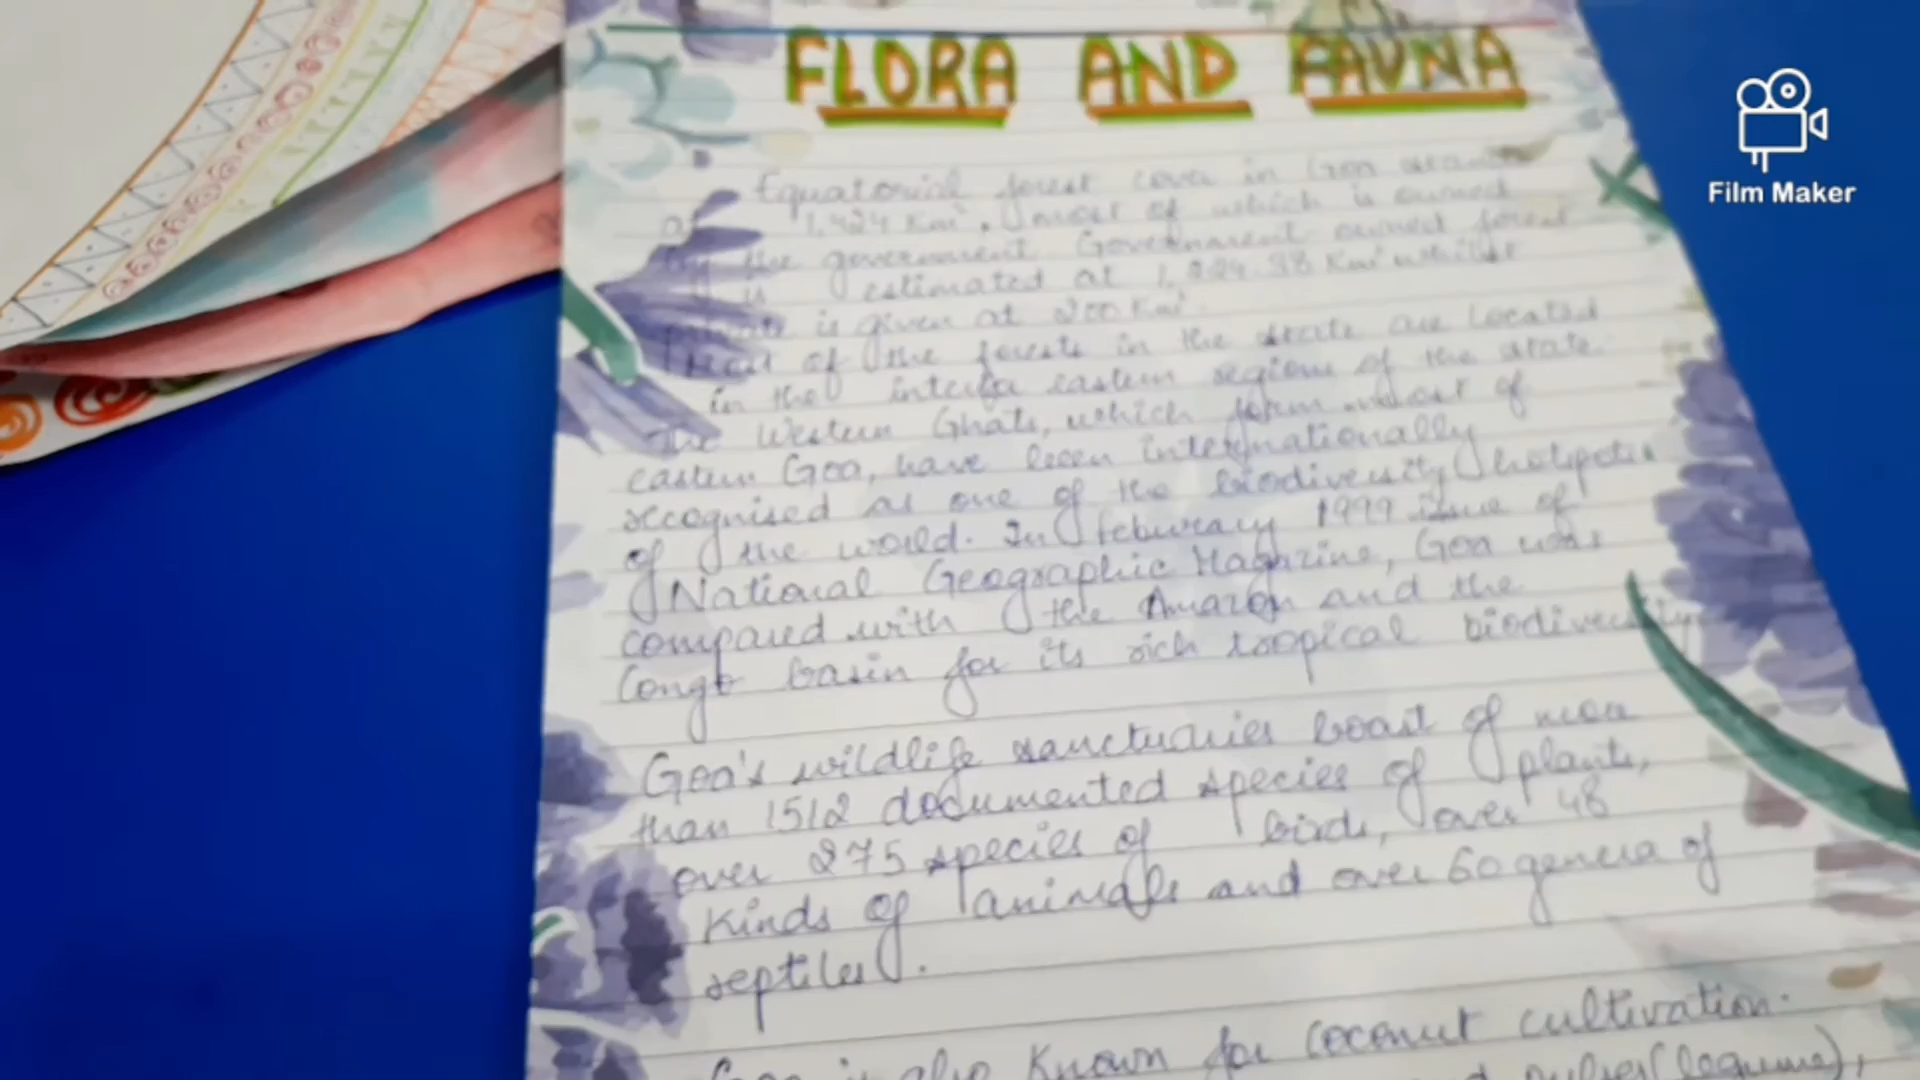 FLORA AND FAUNA
Film Maker
Equatorial forest cover in Goa stands
at 1,424 Km², most of which is owned
by the government. Government owned forest
is estimated at Km² whilst
private is given at 200 Km².
Most of the forests in the state are located
in the eastern regions of the state.
The Western Ghats, which form most of
eastern Goa, have been internationally
recognised as one of the biodiversity hotspots
of the world. In Feburary 1999 issue of
National Geographic Magazine, Goa was
compared with the Amazon and the
Congo basin for its rich tropical biodiversity
Goa's wildlife sanctuaries boast of more
than 1512 documented species of plants,
over 275 species of birds, over 48
kinds of animals and over 60 genera of
reptiles.
Goa is also known for coconut cultivation.
pulses (legume),